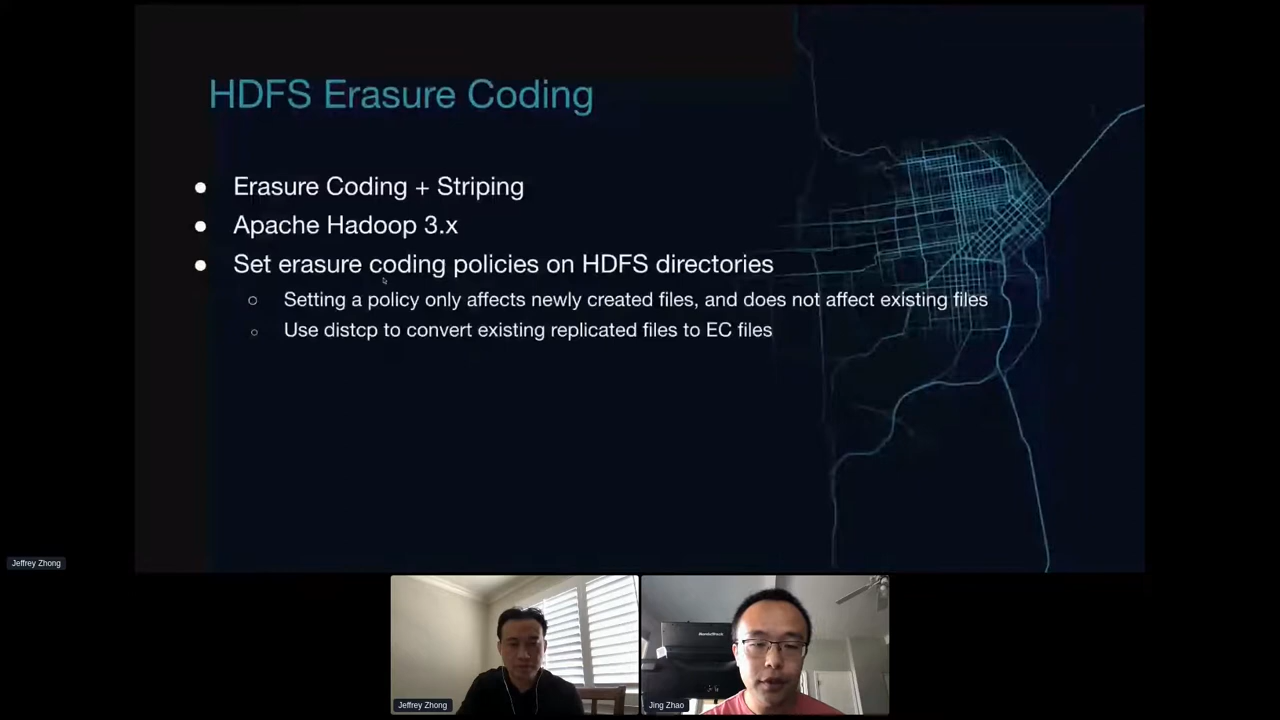 HDFS Erasure Coding
● Erasure Coding + Striping
● Apache Hadoop 3.x
● Set erasure coding policies on HDFS directories
○ Setting a policy only affects newly created files, and does not affect existing files
○ Use distcp to convert existing replicated files to EC files
Jeffrey Zhong
Jeffrey Zhong
Jing Zhao